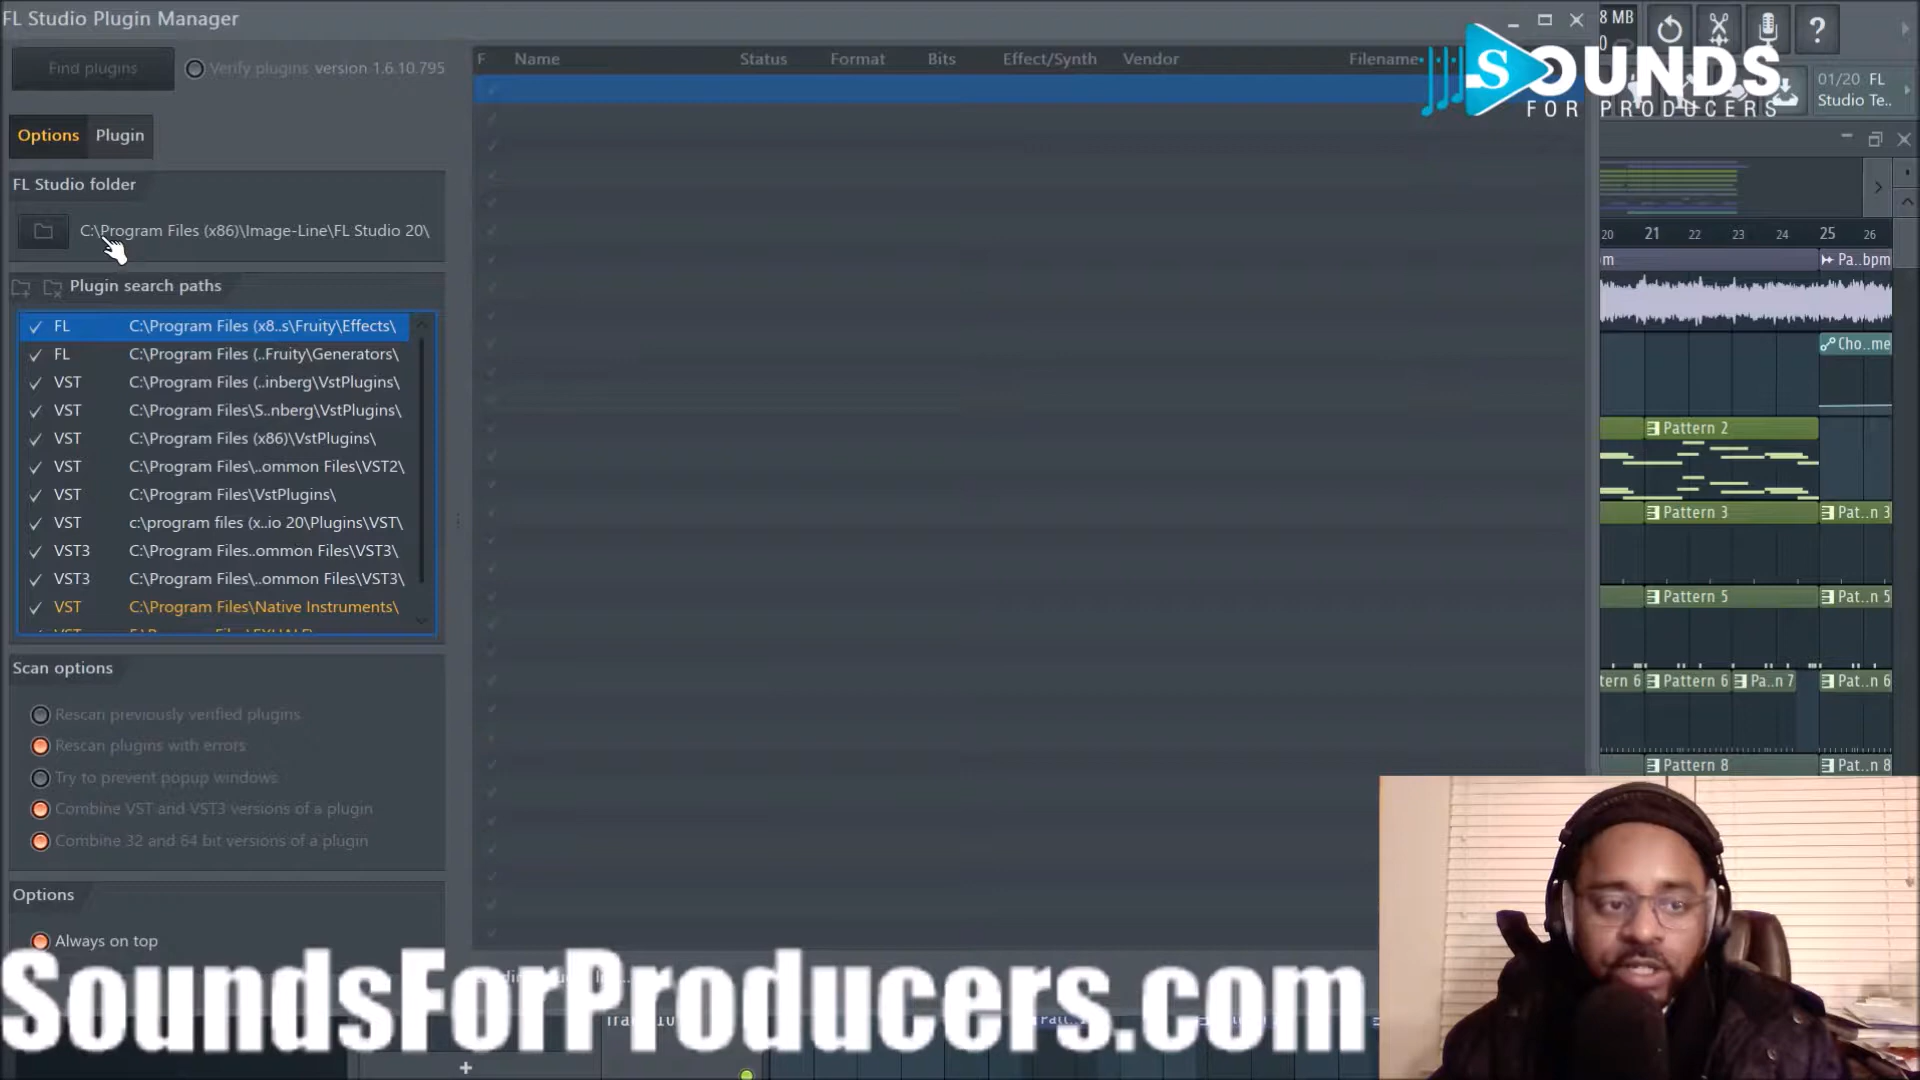 FL Studio Plugin Manager
8 MB
0
Find plugins
Verify plugins version 1.6.10.795
F Name Status Format Bits Effect/Synth Vendor Filename
SOUNDS
FOR PRODUCERS
01/20 FL
Studio Te..
Options Plugin
FL Studio folder
C:\Program Files (x86)\Image-Line\FL Studio 20\
Plugin search paths
FL C:\Program Files (x8..s\Fruity\Effects\
FL C:\Program Files (..Fruity\Generators\
VST C:\Program Files (..inberg\VstPlugins\
VST C:\Program Files\S..nberg\VstPlugins\
VST C:\Program Files (x86)\VstPlugins\
VST C:\Program Files\..ommon Files\VST2\
VST C:\Program Files\VstPlugins\
VST c:\program files (x..io 20\Plugins\VST\
VST3 C:\Program Files..ommon Files\VST3\
VST3 C:\Program Files\..ommon Files\VST3\
VST C:\Program Files\Native Instruments\
Scan options
Rescan previously verified plugins
Rescan plugins with errors
Try to prevent popup windows
Combine VST and VST3 versions of a plugin
Combine 32 and 64 bit versions of a plugin
Options
Always on top
20 21 22 23 24 25 26
Pa..bpm
Cho..me
Pattern 2
Pattern 3 Pat..n 3
Pattern 5 Pat..n 5
tern 6 Pattern 6 Pa..n 7 Pat..n 6
Pattern 8 Pat..n 8
SoundsForProducers.com